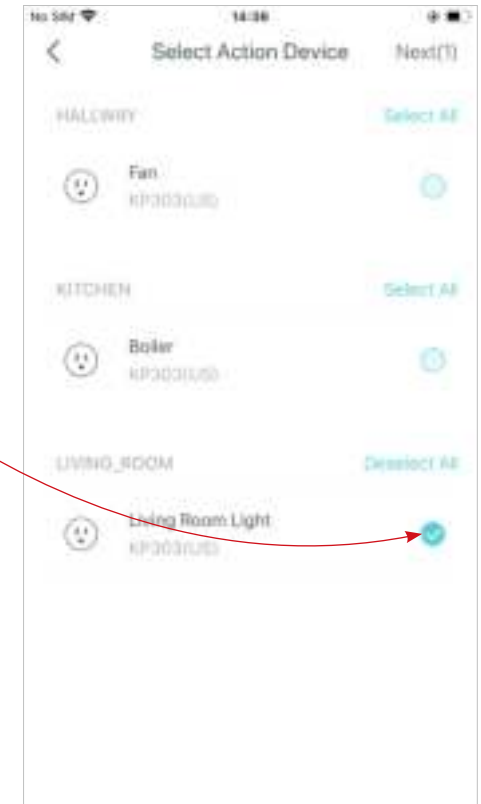 No SIM 14:36
Select Action Device Next(1)
HALLWAY Select All
Fan
KP303(US)
KITCHEN Select All
Boiler
KP303(US)
LIVING_ROOM Deselect All
Living Room Light
KP303(US)